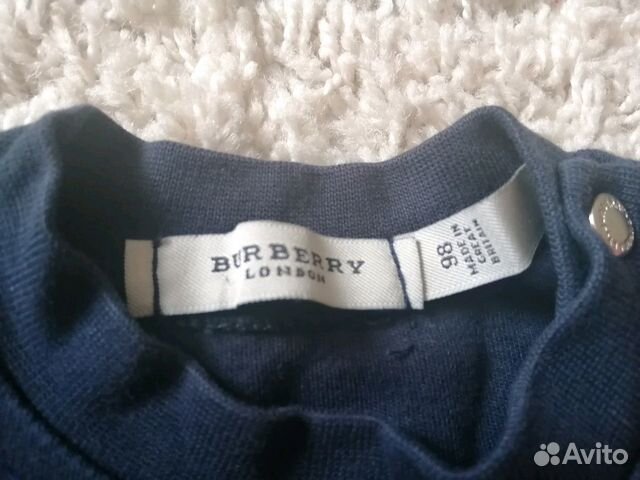 BURBERRY
LONDON
98
MADE IN
GREAT
BRITAIN
Avito